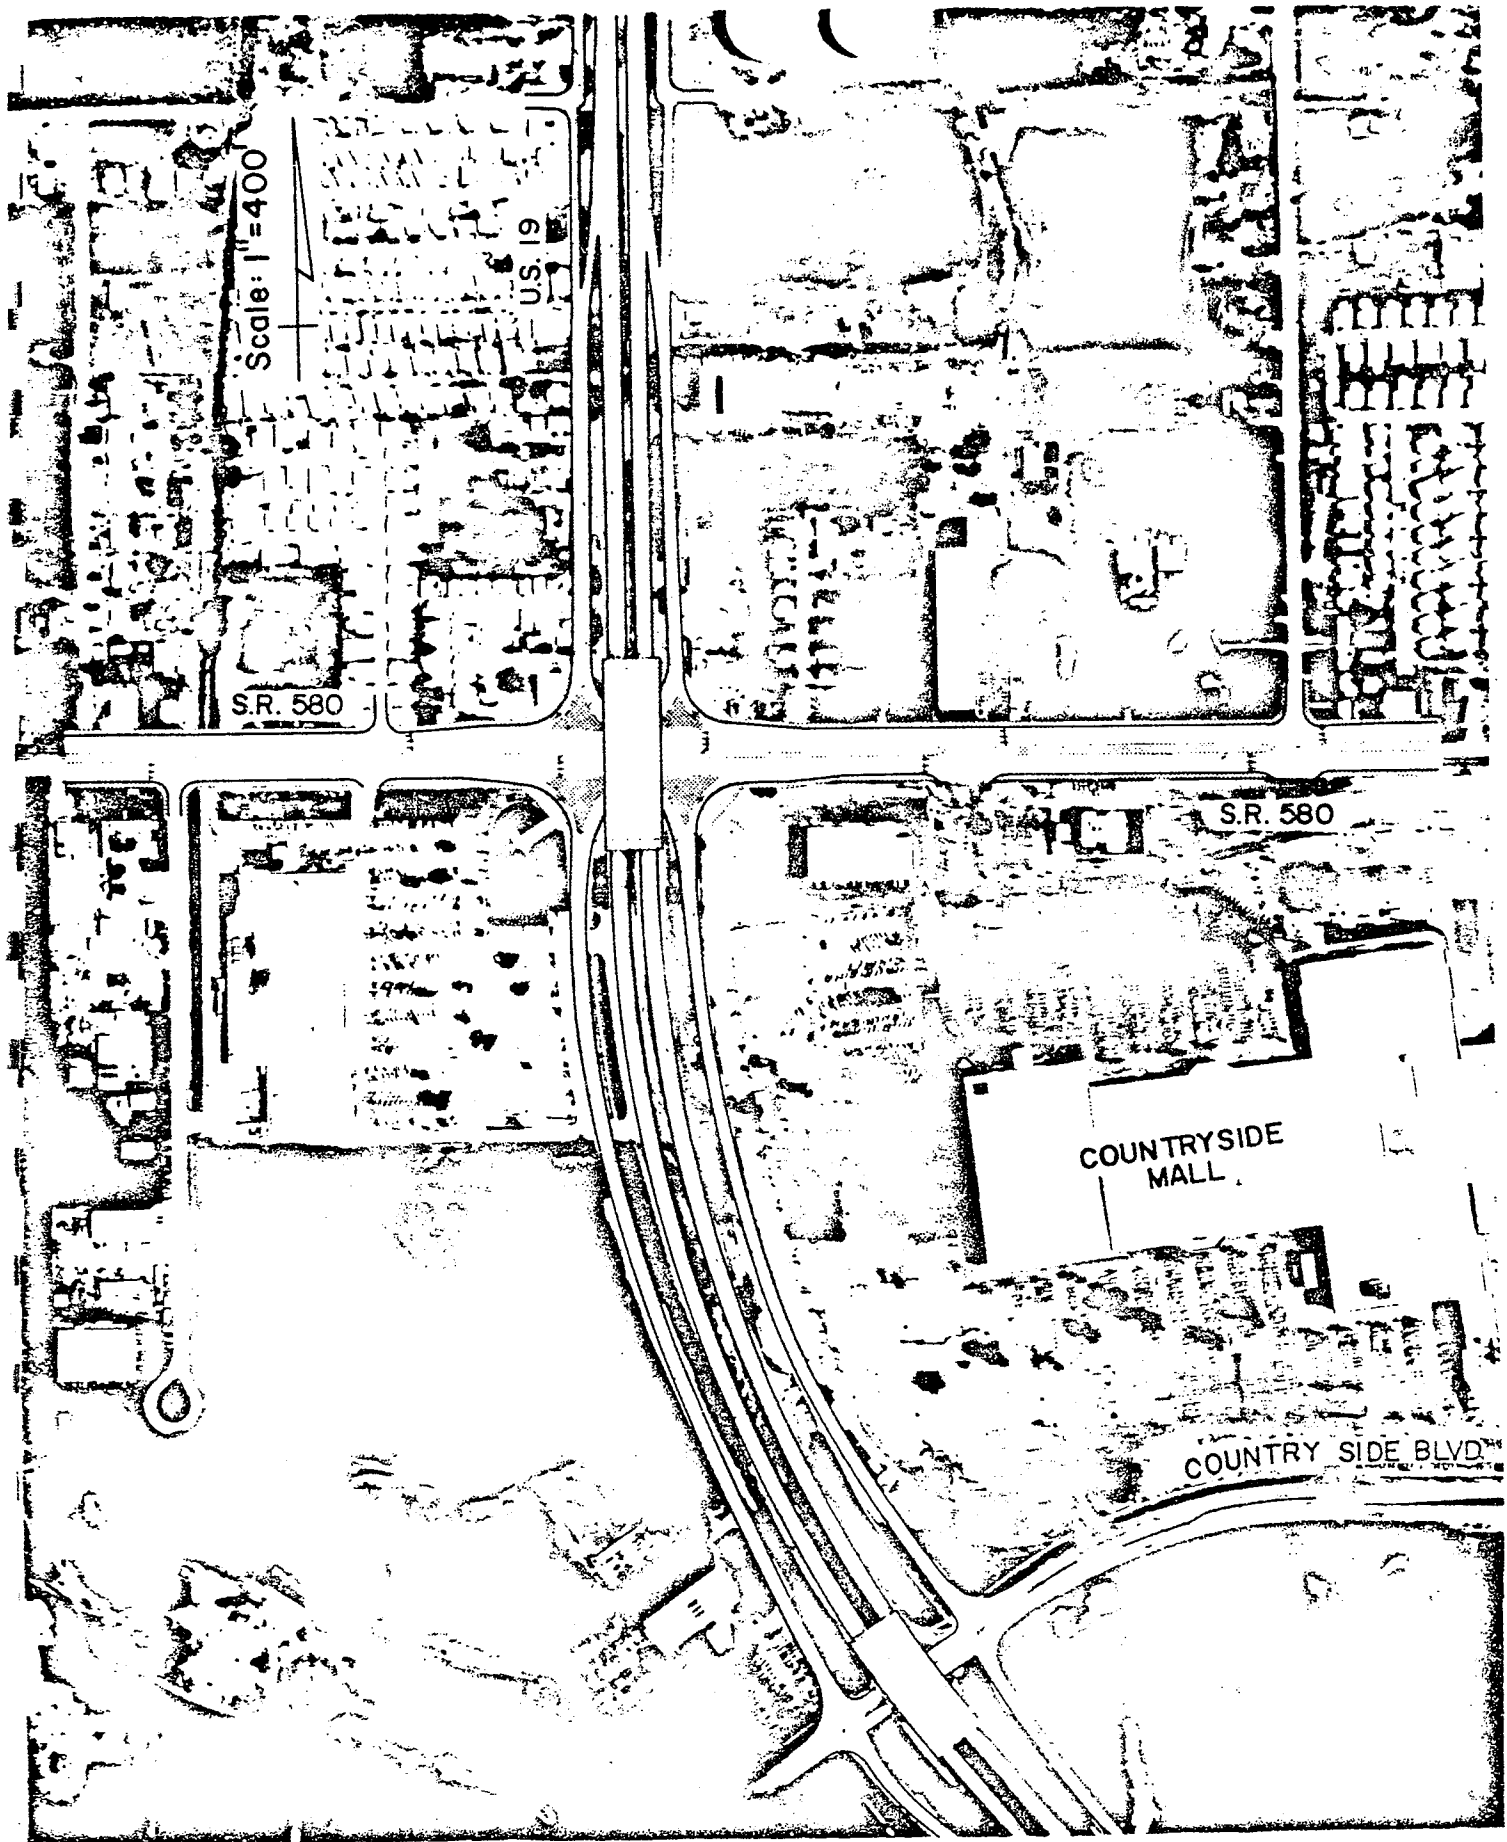 Scale: 1"=400'
U.S. 19
S.R. 580
S.R. 580
COUNTRYSIDE
MALL
COUNTRY SIDE BLVD.